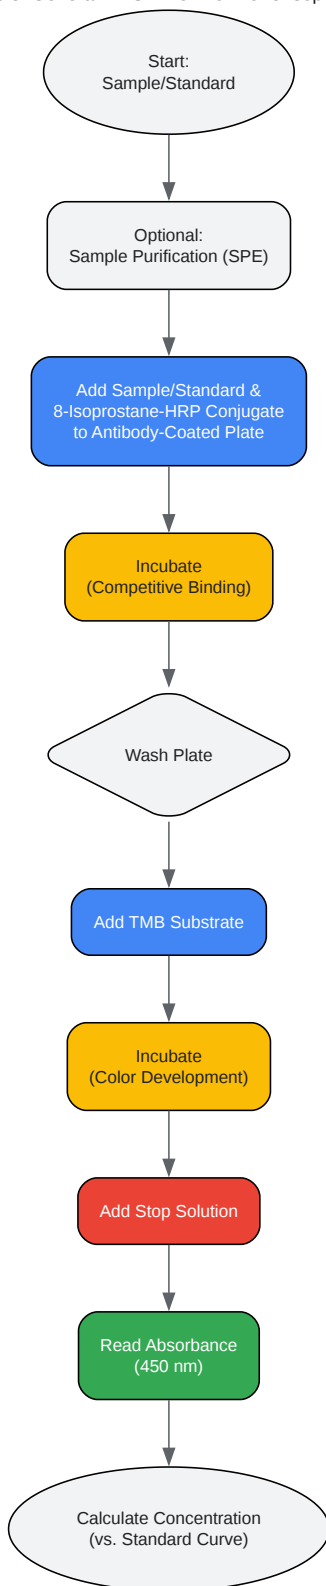 Start:
Sample/Standard
Optional:
Sample Purification (SPE)
Add Sample/Standard &
8-Isoprostane-HRP Conjugate
to Antibody-Coated Plate
Incubate
(Competitive Binding)
Wash Plate
Add TMB Substrate
Incubate
(Color Development)
Add Stop Solution
Read Absorbance
(450 nm)
Calculate Concentration
(vs. Standard Curve)